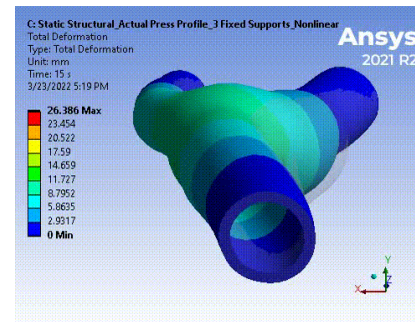 C: Static Structural_Actual Press Profile_3 Fixed Supports_Nonlinear
Total Deformation
Type: Total Deformation
Unit: mm
Time: 15 s
3/23/2022 5:19 PM
Ansys
2021 R2
26.386 Max
23.454
20.522
17.59
14.659
11.727
8.7952
5.8635
2.9317
0 Min
Y
X
Z